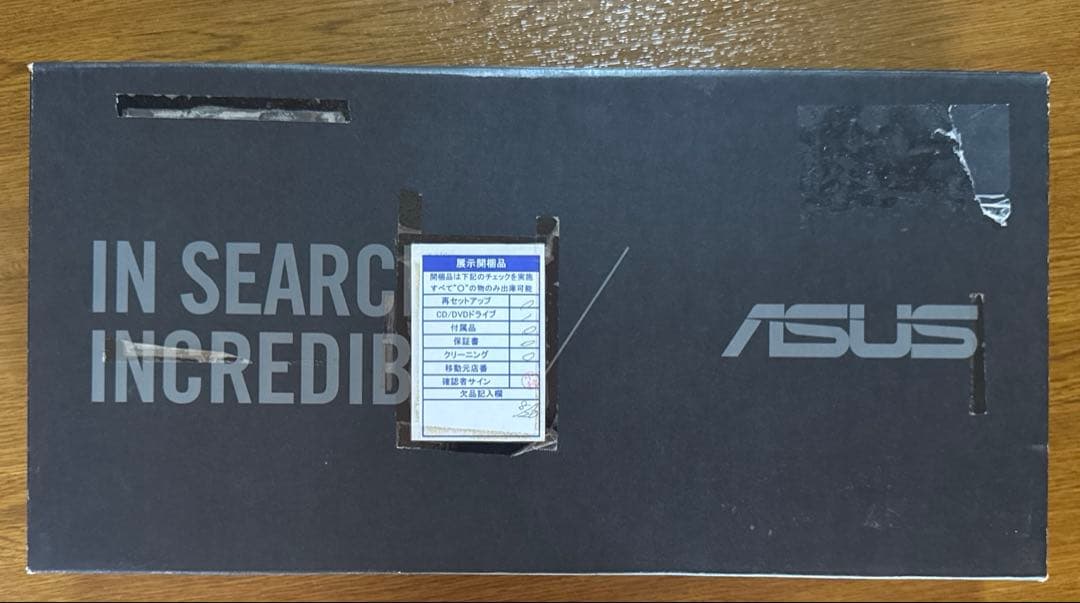 IN SEARC
INCREDIB
展示開梱品
開梱品は下記のチェックを実施
すべて"〇"の物のみ出庫可能
再セットアップ
CD/DVDドライブ
付属品
保証書
クリーニング
移動元店番
確認者サイン
欠品記入欄
ASUS